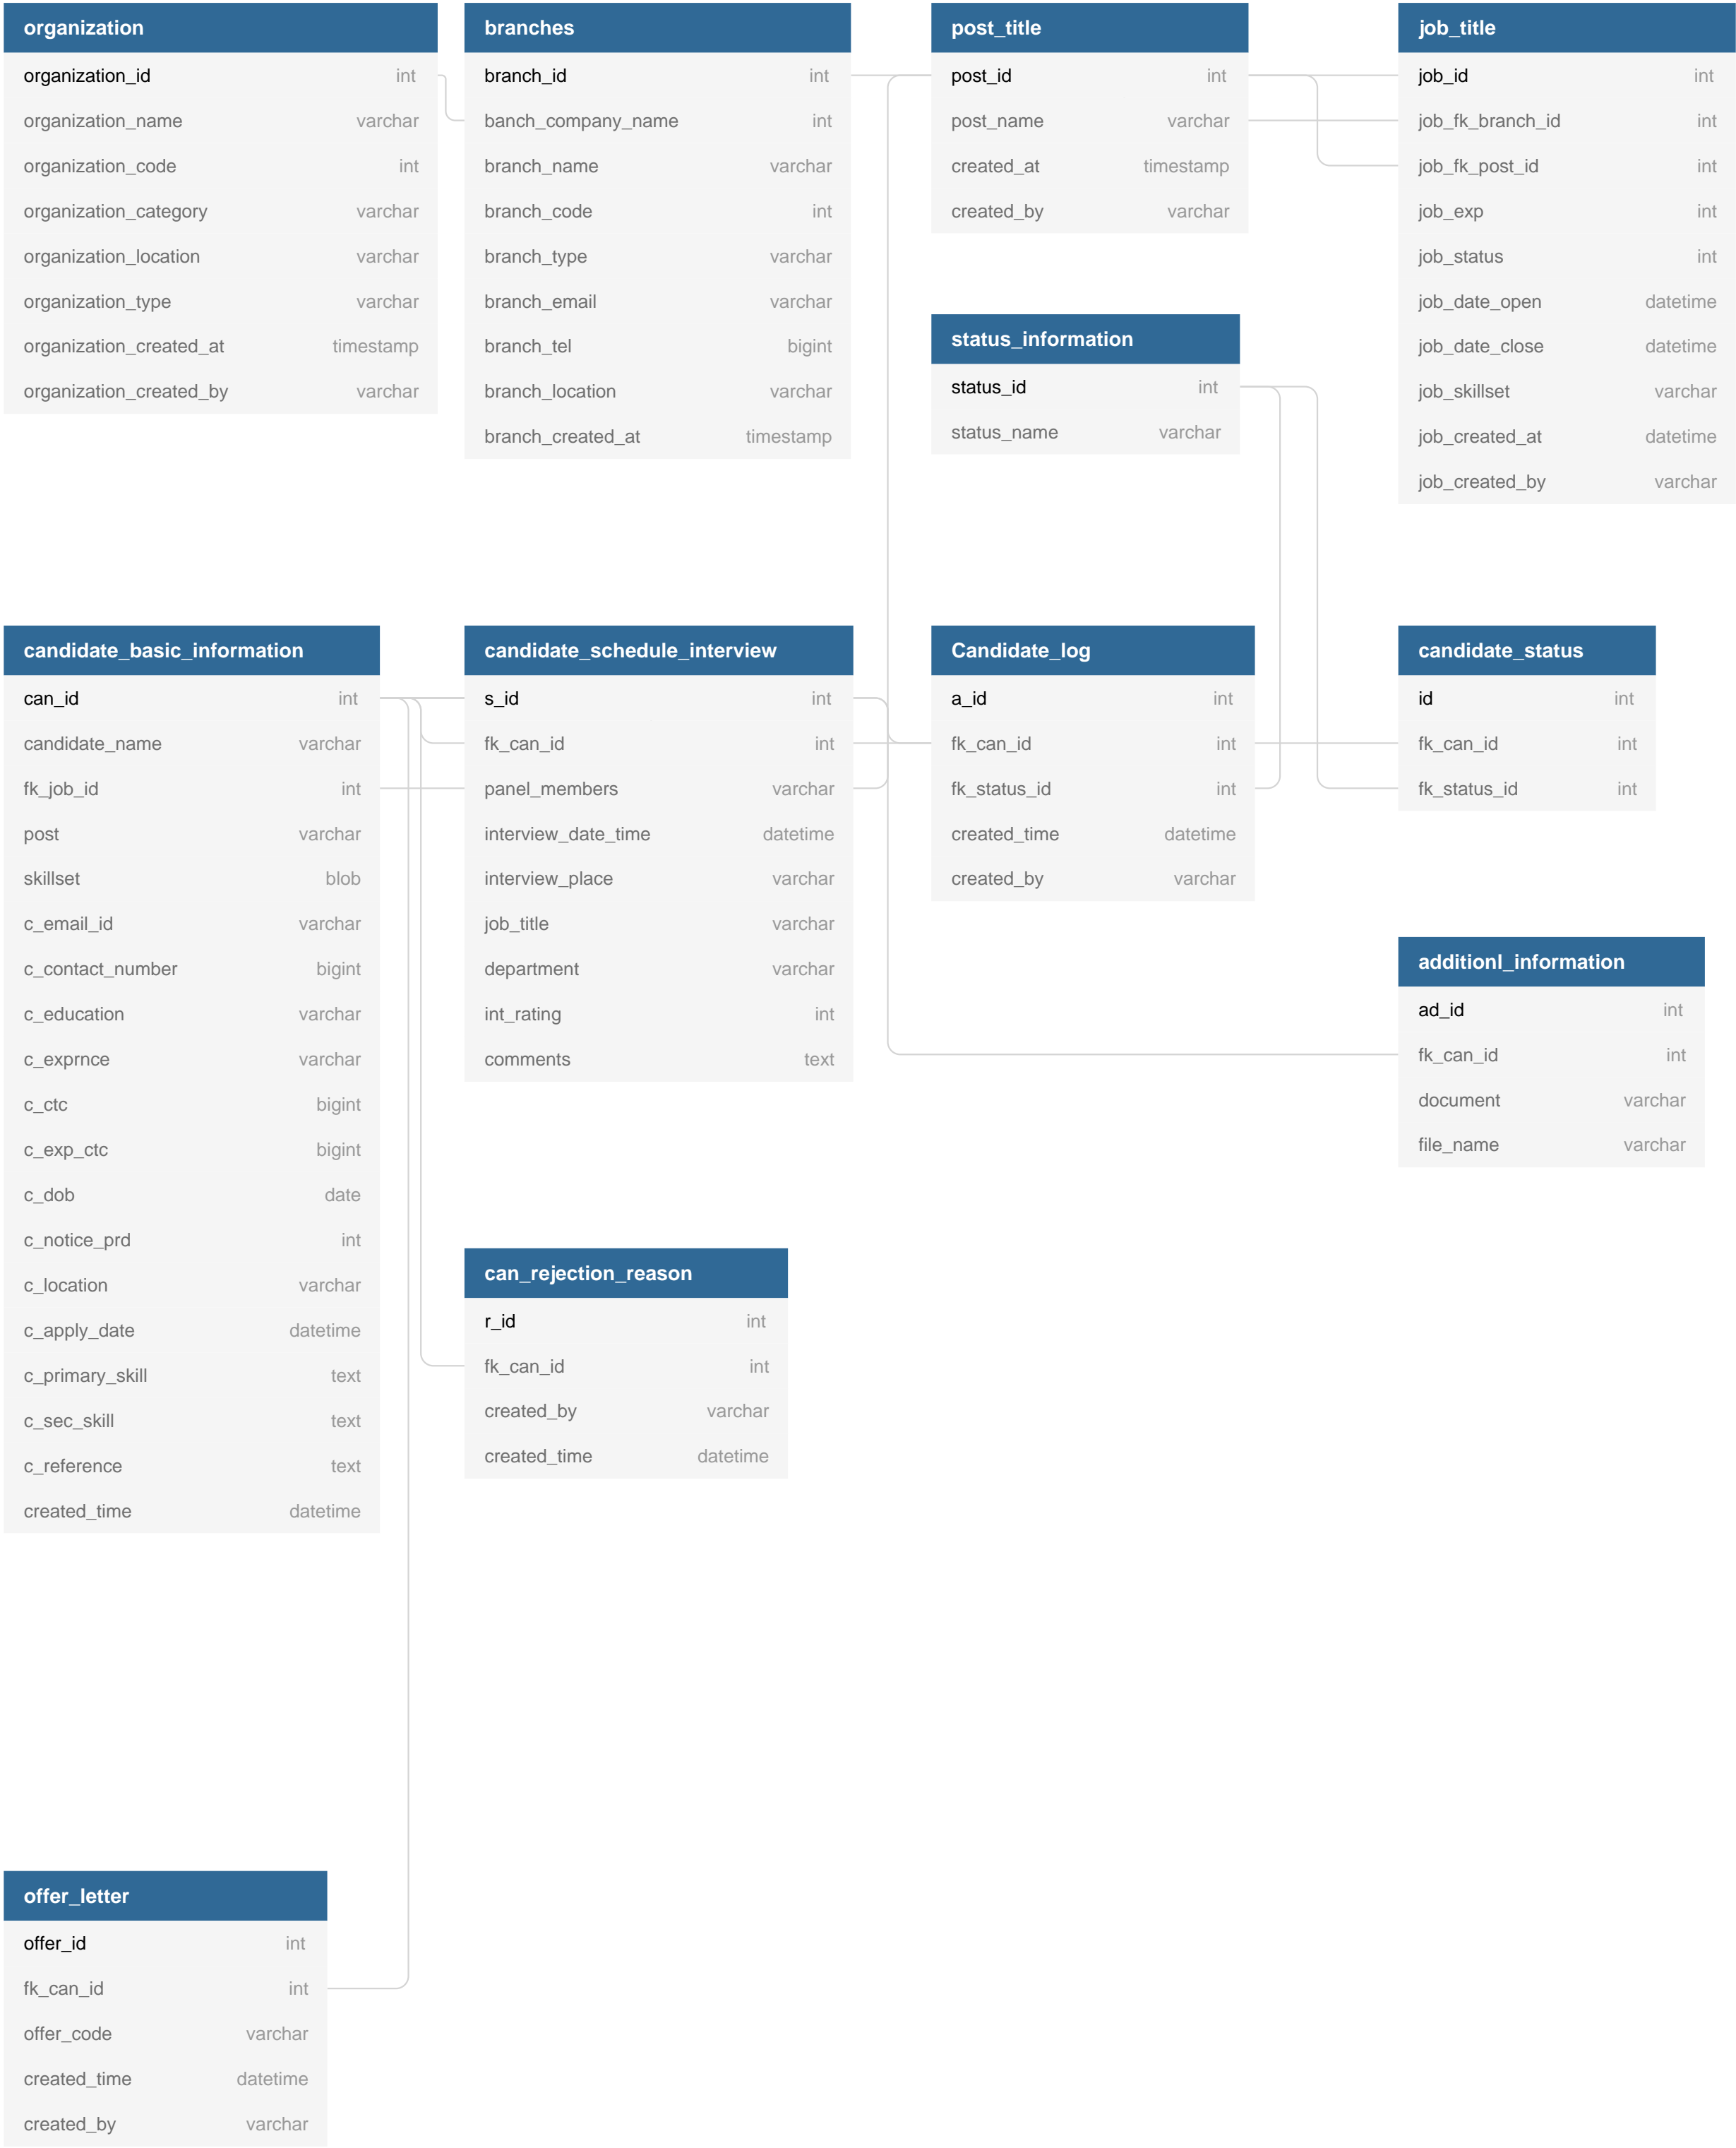 organization
organization_id int
organization_name varchar
organization_code int
organization_category varchar
organization_location varchar
organization_type varchar
organization_created_at timestamp
organization_created_by varchar
branches
branch_id int
banch_company_name int
branch_name varchar
branch_code int
branch_type varchar
branch_email varchar
branch_tel bigint
branch_location varchar
branch_created_at timestamp
post_title
post_id int
post_name varchar
created_at timestamp
created_by varchar
job_title
job_id int
job_fk_branch_id int
job_fk_post_id int
job_exp int
job_status int
job_date_open datetime
job_date_close datetime
job_skillset varchar
job_created_at datetime
job_created_by varchar
status_information
status_id int
status_name varchar
candidate_basic_information
can_id int
candidate_name varchar
fk_job_id int
post varchar
skillset blob
c_email_id varchar
c_contact_number bigint
c_education varchar
c_exprnce varchar
c_ctc bigint
c_exp_ctc bigint
c_dob date
c_notice_prd int
c_location varchar
c_apply_date datetime
c_primary_skill text
c_sec_skill text
c_reference text
created_time datetime
candidate_schedule_interview
s_id int
fk_can_id int
panel_members varchar
interview_date_time datetime
interview_place varchar
job_title varchar
department varchar
int_rating int
comments text
Candidate_log
a_id int
fk_can_id int
fk_status_id int
created_time datetime
created_by varchar
candidate_status
id int
fk_can_id int
fk_status_id int
additionl_information
ad_id int
fk_can_id int
document varchar
file_name varchar
can_rejection_reason
r_id int
fk_can_id int
created_by varchar
created_time datetime
offer_letter
offer_id int
fk_can_id int
offer_code varchar
created_time datetime
created_by varchar